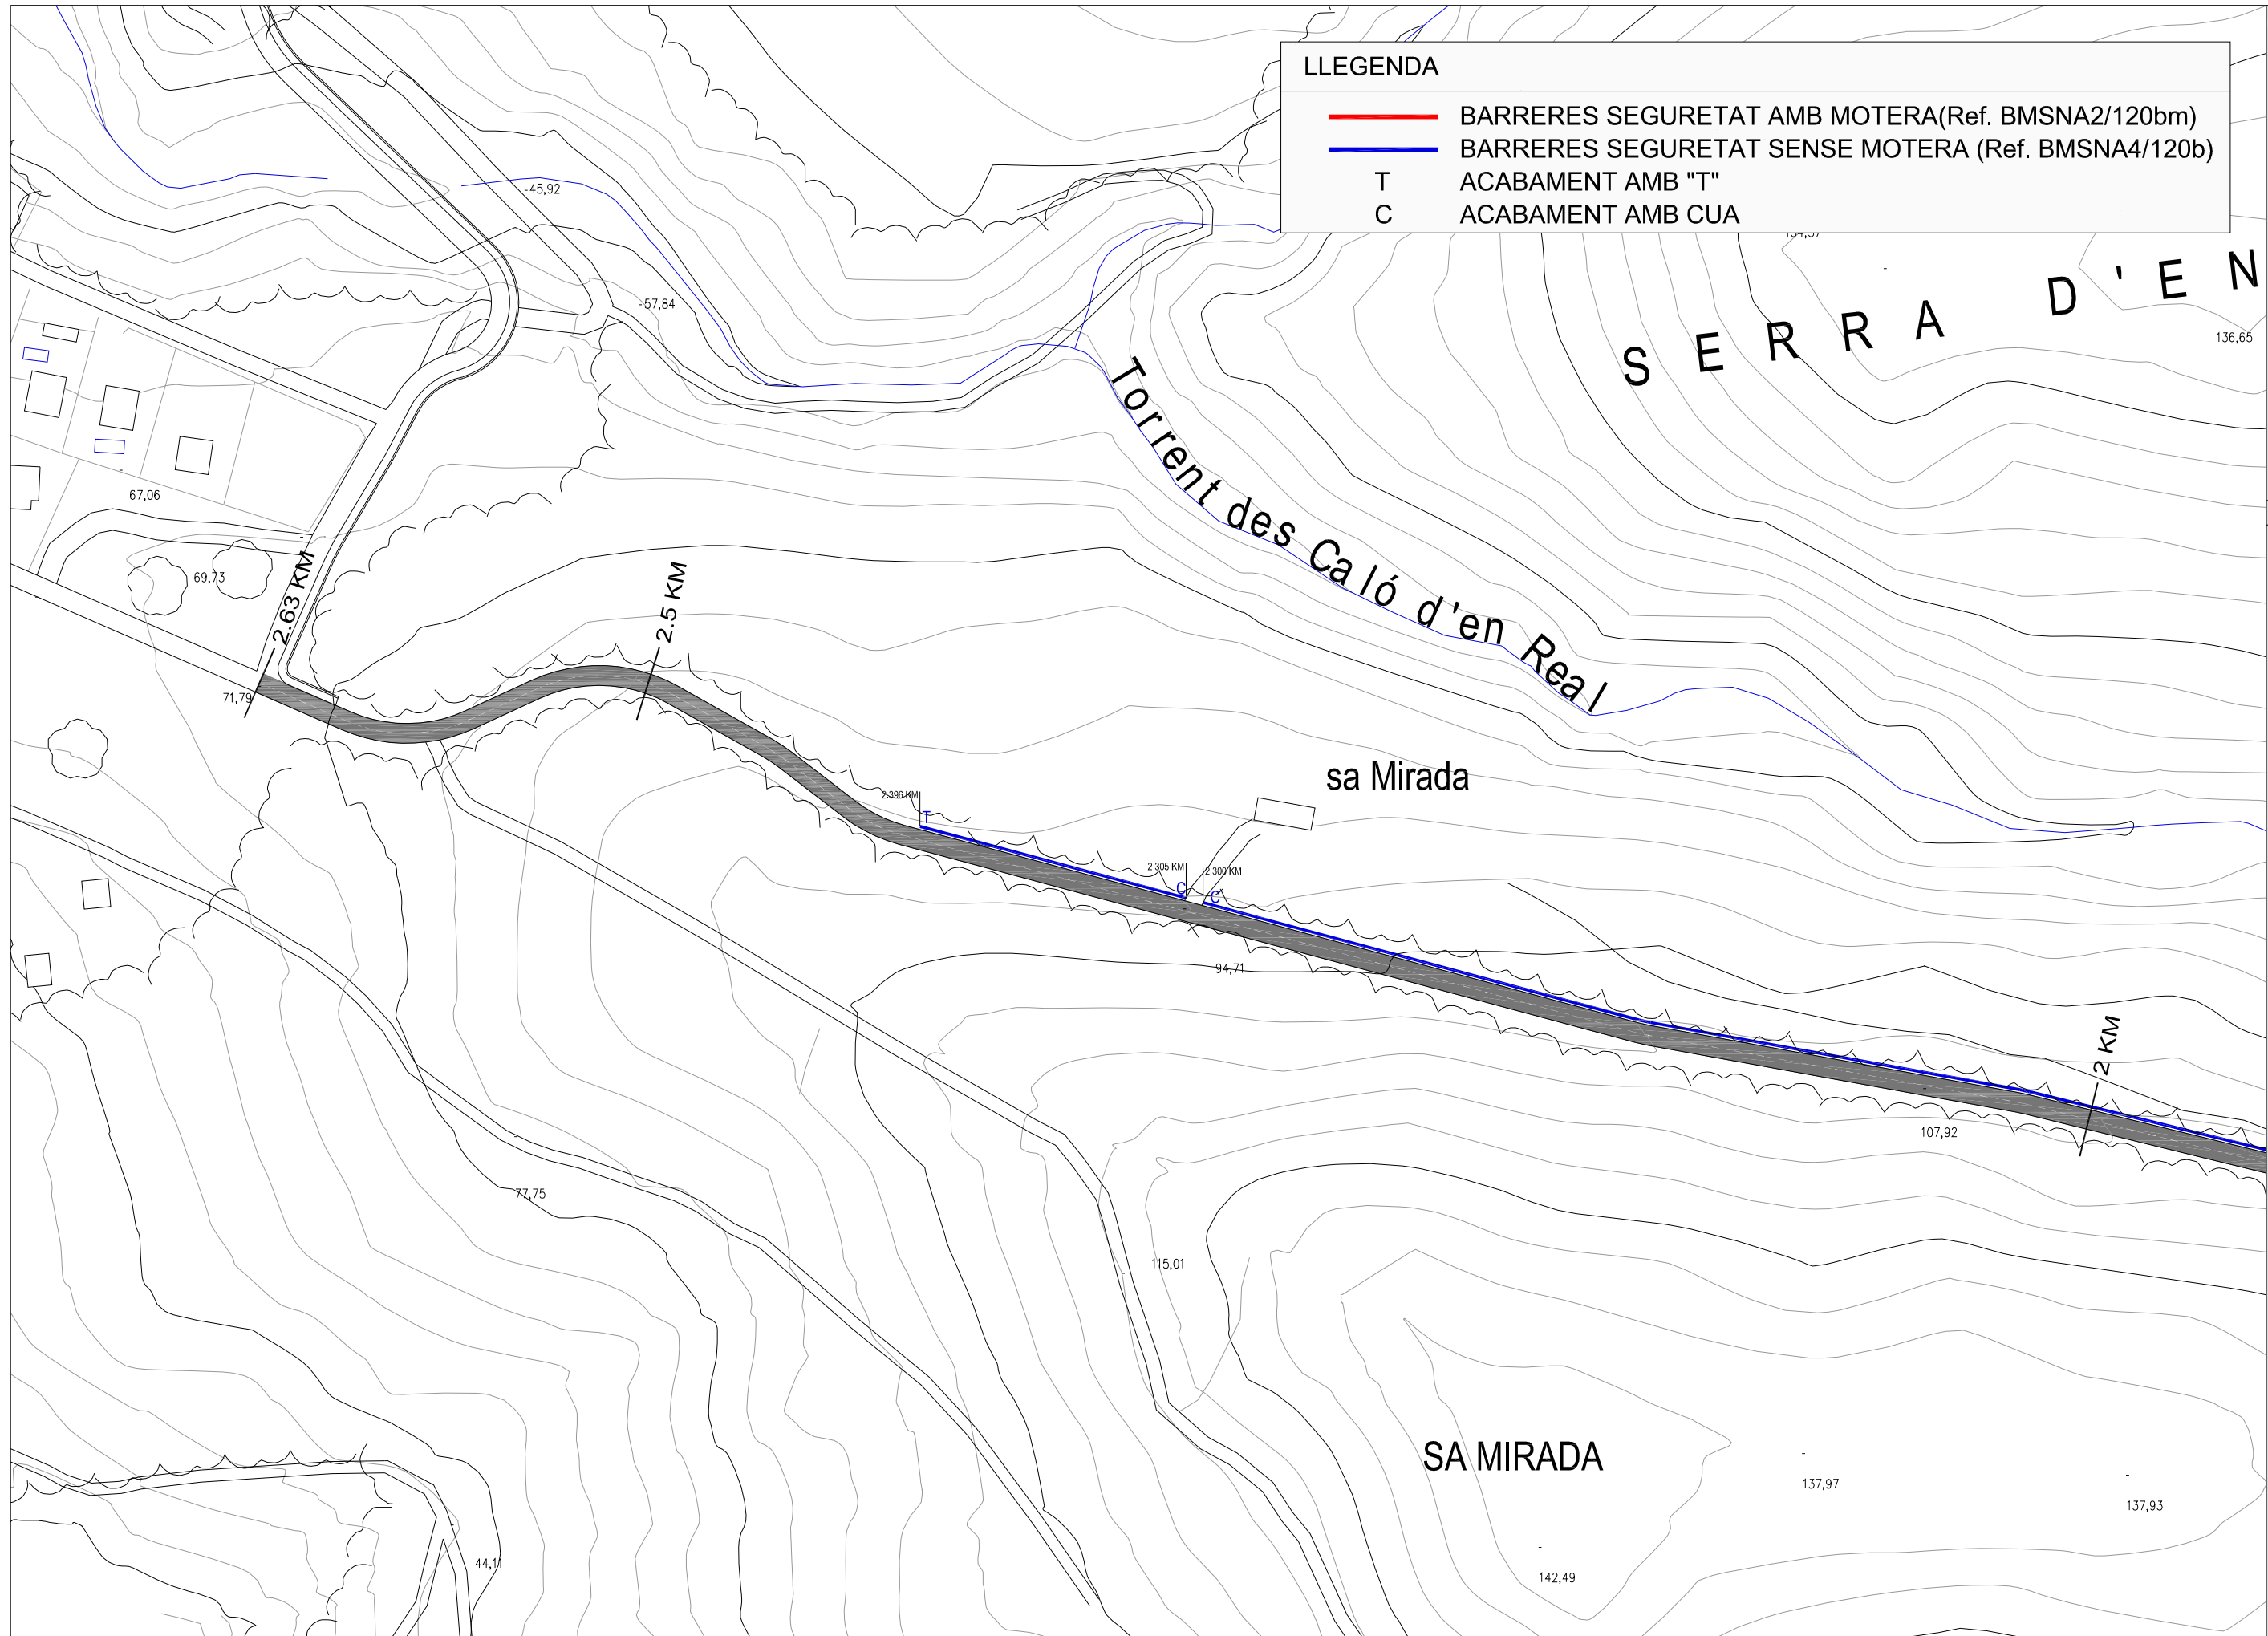 LLEGENDA
BARRERES SEGURETAT AMB MOTERA(Ref. BMSNA2/120bm)
BARRERES SEGURETAT SENSE MOTERA (Ref. BMSNA4/120b)
T ACABAMENT AMB "T"
C ACABAMENT AMB CUA
45,92
SERRA D'EN
57,84
136,65
Torrent des Caló d'en Real
67,06
69,73
2.63 KM
2.5 KM
71,79
sa Mirada
2.396 KM
T
2.305 KM
2.300 KM
C
C
94,71
2 KM
107,92
77,75
115,01
SA MIRADA
137,97
137,93
44,11
142,49